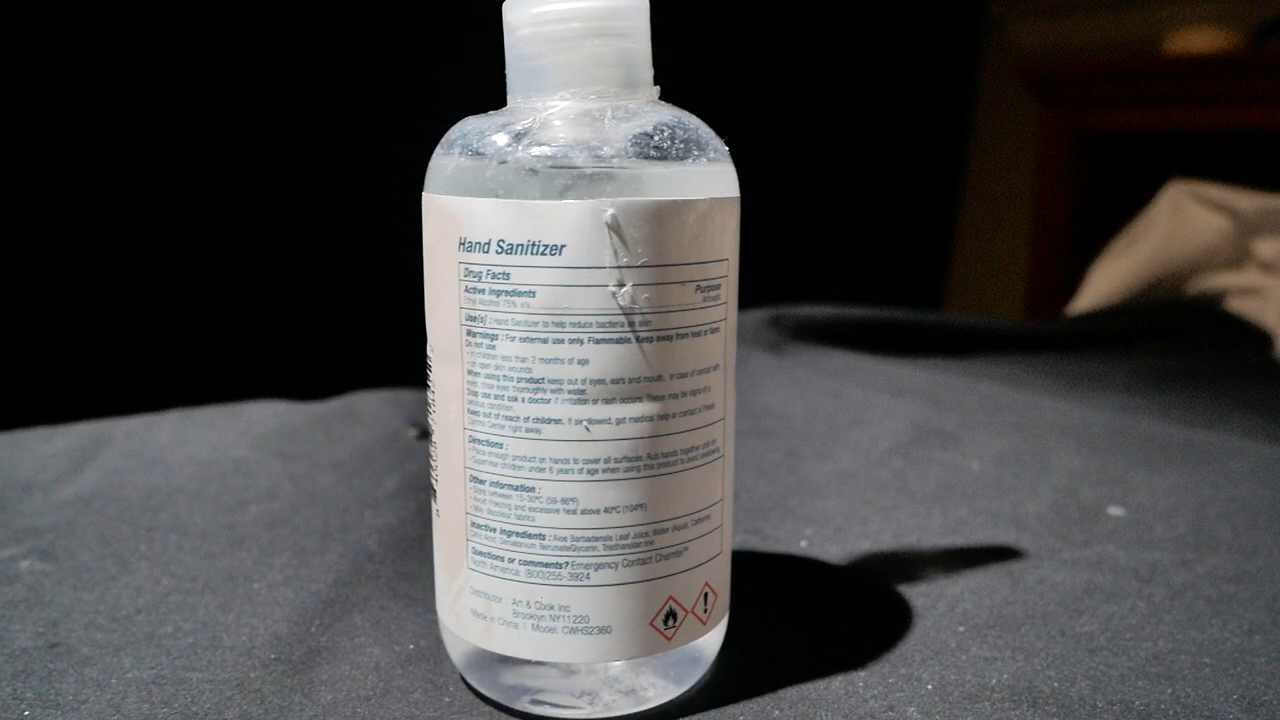 Hand Sanitizer
Drug Facts
Active Ingredients Purpose
Ethyl Alcohol 75% v/v Antiseptic
Use[s] : Hand Sanitizer to help reduce bacteria on skin
Warnings : For external use only. Flammable. Keep away from heat or flame
Do not use
- in children less than 2 months of age
- on open skin wounds
When using this product keep out of eyes, ears and mouth. In case of contact with
eyes, rinse eyes thoroughly with water.
Stop use and ask a doctor if irritation or rash occurs. These may be signs of a
serious condition.
Keep out of reach of children. If swallowed, get medical help or contact a Poison
Control Center right away.
Directions :
- Place enough product on hands to cover all surfaces. Rub hands together until dry
- Supervise children under 6 years of age when using this product to avoid swallowing
Other information :
- Store between 15-30ºC (59-86ºF)
- Avoid freezing and excessive heat above 40ºC (104ºF)
- May discolour fabrics
Inactive ingredients : Aloe Barbadensis Leaf Juice, Water (Aqua), Carbomer,
Citric Acid, Denatonium Benzoate Glycerin, Triethanolamine
Questions or comments? Emergency Contact Chemtel™
North America: (800)255-3924
Distributor : Art & Cook Inc
Brooklyn NY11220
Made in China | Model: CWHS2360